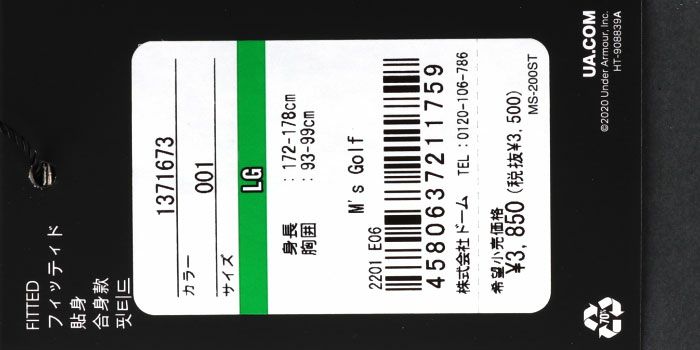 FITTED
フィッティド
貼身
合身款
핏티드
1371673
カラー 001
サイズ
LG
身長 : 172-178cm
胸囲 : 93-99cm
M's Golf
2201 E06
4580637211759
株式会社ドーム TEL:0120-106-786
希望小売価格
¥3,850(税抜¥3,500)
MS-200ST
UA.COM
©2020 Under Armour, Inc.
HT-908839A
70%